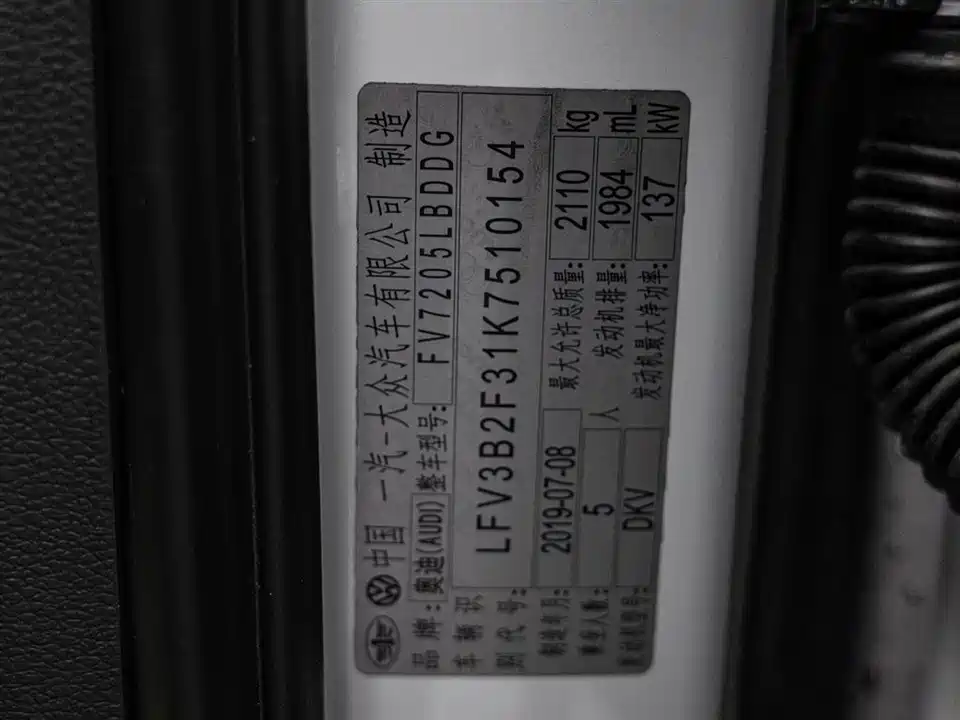 中国 一汽-大众汽车有限公司 制造
品牌: 奥迪(AUDI) 整车型号: FV7205LBDDG
车辆识别代号: LFV3B2F31K7510154
制造年月: 2019-07-08 最大允许总质量: 2110 kg
乘坐人数: 5 人 发动机排量: 1984 mL
发动机型号: DKV 发动机最大净功率: 137 kW